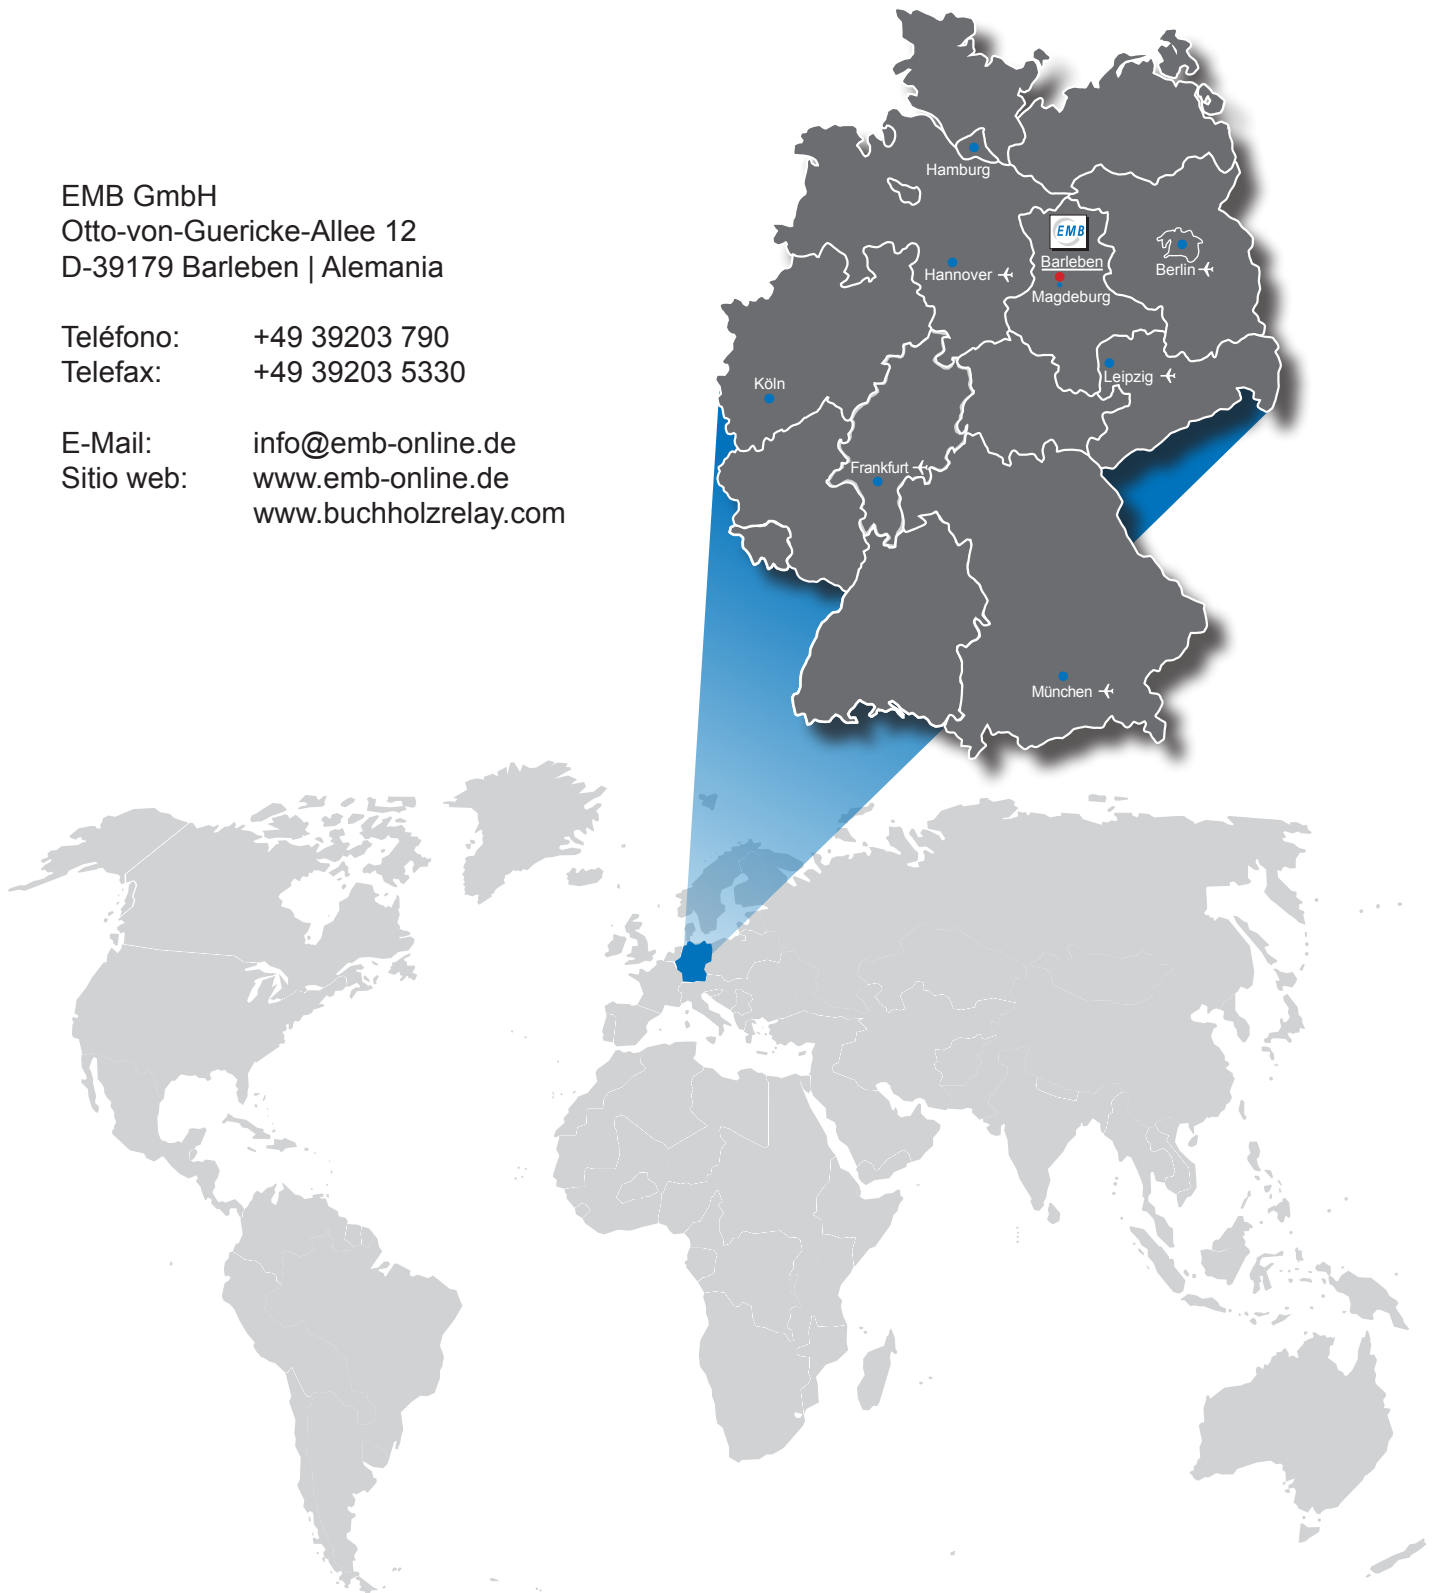 EMB GmbH
Otto-von-Guericke-Allee 12
D-39179 Barleben | Alemania
Teléfono: +49 39203 790
Telefax: +49 39203 5330
E-Mail: info@emb-online.de
Sitio web: www.emb-online.de
www.buchholzrelay.com
Hamburg
EMB
Barleben
Hannover
Berlin
Magdeburg
Leipzig
Köln
Frankfurt
München